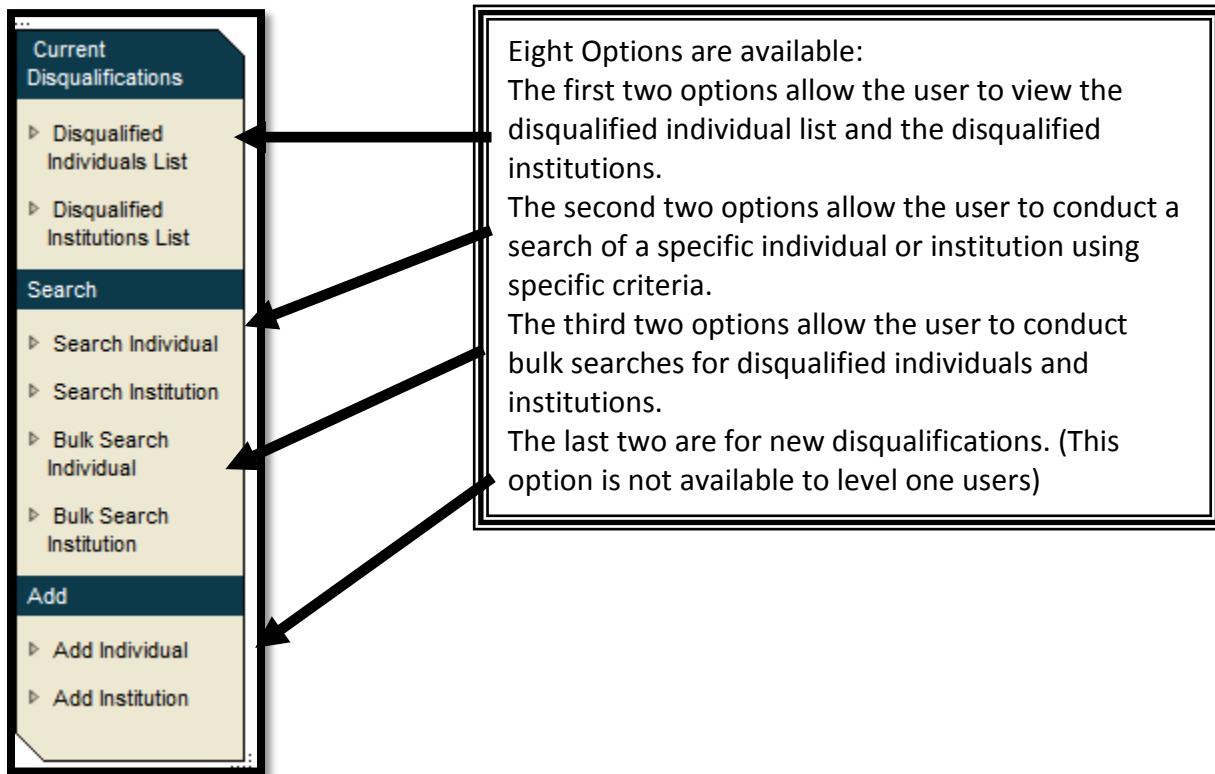 Current
Disqualifications
Disqualified
Individuals List
Disqualified
Institutions List
Search
Search Individual
Search Institution
Bulk Search
Individual
Bulk Search
Institution
Add
Add Individual
Add Institution
Eight Options are available:
The first two options allow the user to view the
disqualified individual list and the disqualified
institutions.
The second two options allow the user to conduct a
search of a specific individual or institution using
specific criteria.
The third two options allow the user to conduct
bulk searches for disqualified individuals and
institutions.
The last two are for new disqualifications. (This
option is not available to level one users)